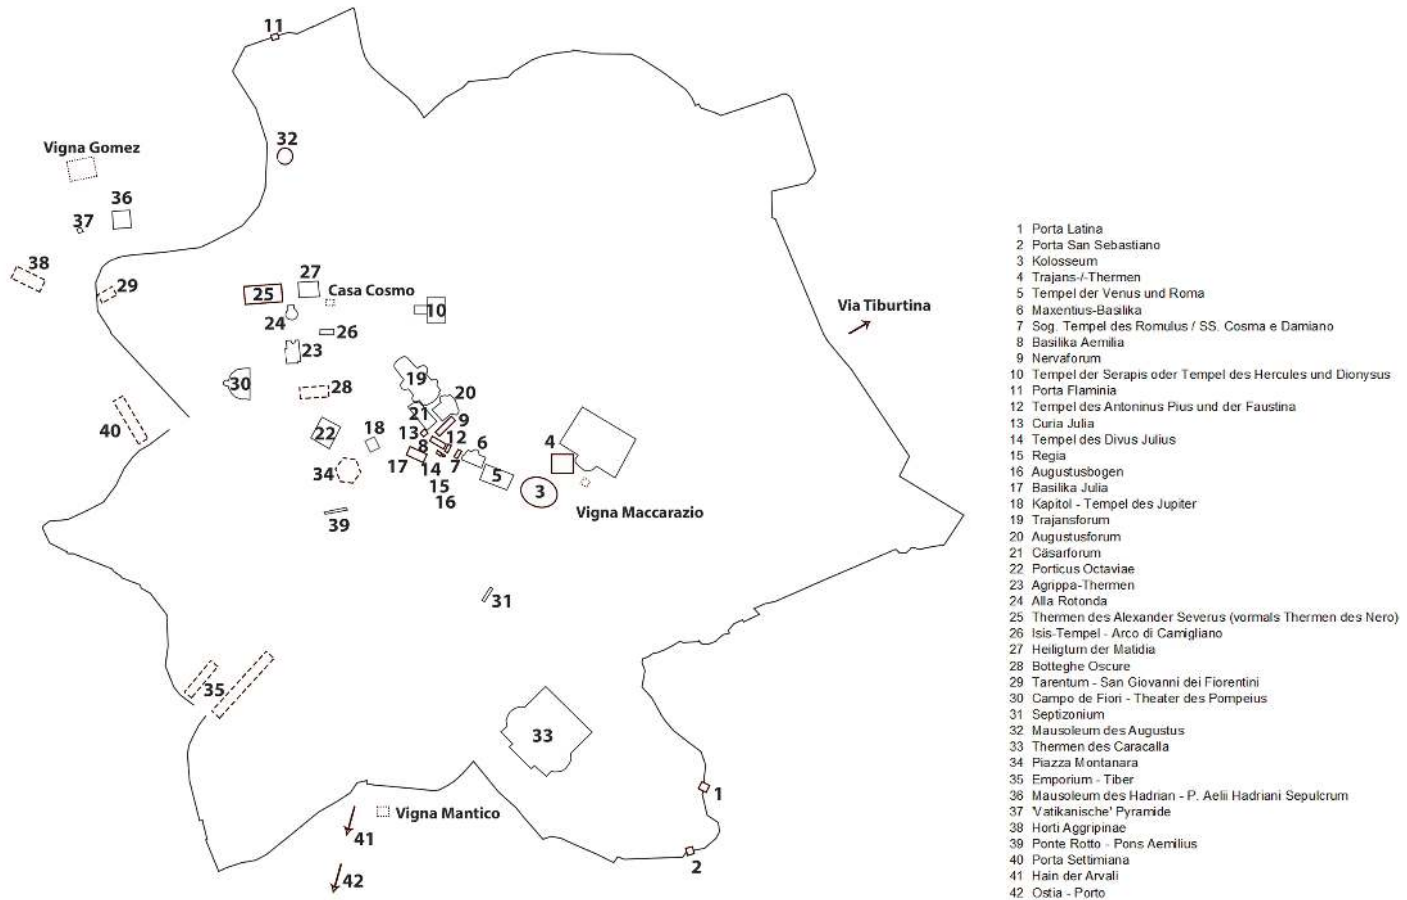 11
32
Vigna Gomez
36
37
38
29
27
25
Casa Cosmo
24
10
Via Tiburtina
26
23
30
28
19
20
40
21
22
18
9
13
12
8
6
4
17
14
7
34
5
15
3
16
39
Vigna Maccarazio
31
35
33
1
Vigna Mantico
41
2
42
1 Porta Latina
2 Porta San Sebastiano
3 Kolosseum
4 Trajans-/-Thermen
5 Tempel der Venus und Roma
6 Maxentius-Basilika
7 Sog. Tempel des Romulus / SS. Cosma e Damiano
8 Basilika Aemilia
9 Nervaforum
10 Tempel der Serapis oder Tempel des Hercules und Dionysus
11 Porta Flaminia
12 Tempel des Antoninus Pius und der Faustina
13 Curia Julia
14 Tempel des Divus Julius
15 Regia
16 Augustusbogen
17 Basilika Julia
18 Kapitol - Tempel des Jupiter
19 Trajansforum
20 Augustusforum
21 Cäsarforum
22 Porticus Octaviae
23 Agrippa-Thermen
24 Alla Rotonda
25 Thermen des Alexander Severus (vormals Thermen des Nero)
26 Isis-Tempel - Arco di Camigliano
27 Heiligtum der Matidia
28 Botteghe Oscure
29 Tarentum - San Giovanni dei Fiorentini
30 Campo de Fiori - Theater des Pompeius
31 Septizonium
32 Mausoleum des Augustus
33 Thermen des Caracalla
34 Piazza Montanara
35 Emporium - Tiber
36 Mausoleum des Hadrian - P. Aelii Hadriani Sepulcrum
37 'Vatikanische' Pyramide
38 Horti Aggripinae
39 Ponte Rotto - Pons Aemilius
40 Porta Settimiana
41 Hain der Arvali
42 Ostia - Porto